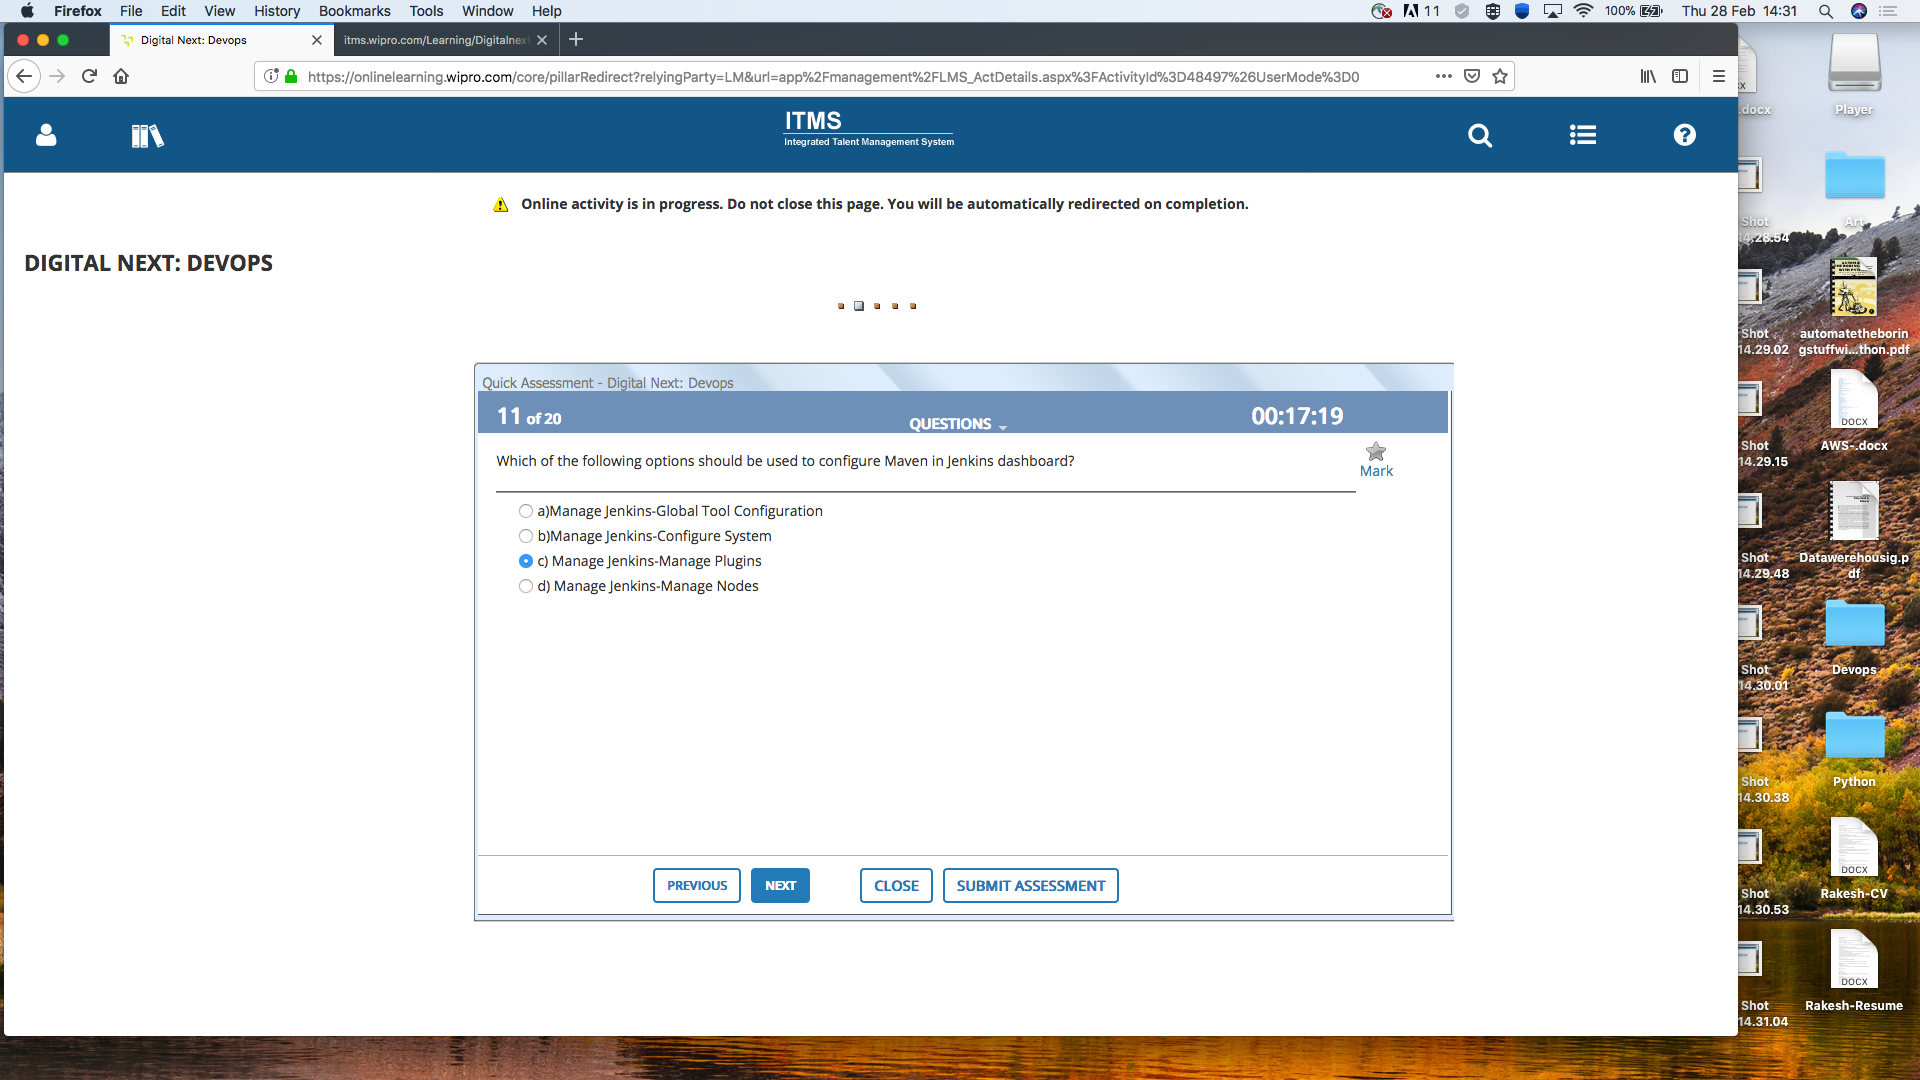 Firefox File Edit View History Bookmarks Tools Window Help 11 100% Thu 28 Feb 14:31
Digital Next: Devops
itms.wipro.com/Learning/Digitalnex
https://onlinelearning.wipro.com/core/pillarRedirect?relyingParty=LM&url=app%2Fmanagement%2FLMS_ActDetails.aspx%3FActivityId%3D48497%26UserMode%3D0
ITMS
Integrated Talent Management System
Online activity is in progress. Do not close this page. You will be automatically redirected on completion.
DIGITAL NEXT: DEVOPS
Quick Assessment - Digital Next: Devops
11 of 20
QUESTIONS
00:17:19
Which of the following options should be used to configure Maven in Jenkins dashboard?
Mark
a)Manage Jenkins-Global Tool Configuration
b)Manage Jenkins-Configure System
c) Manage Jenkins-Manage Plugins
d) Manage Jenkins-Manage Nodes
PREVIOUS
NEXT
CLOSE
SUBMIT ASSESSMENT
.docx
Shot
14.28.54
Shot
14.29.02
Shot
14.29.15
Shot
14.29.48
Shot
14.30.01
Shot
14.30.38
Shot
14.30.53
Shot
14.31.04
Player
Art
automatetheborin
gstuffwi...thon.pdf
DOCX
AWS-.docx
Datawerehousig.p
df
Devops
Python
DOCX
Rakesh-CV
DOCX
Rakesh-Resume